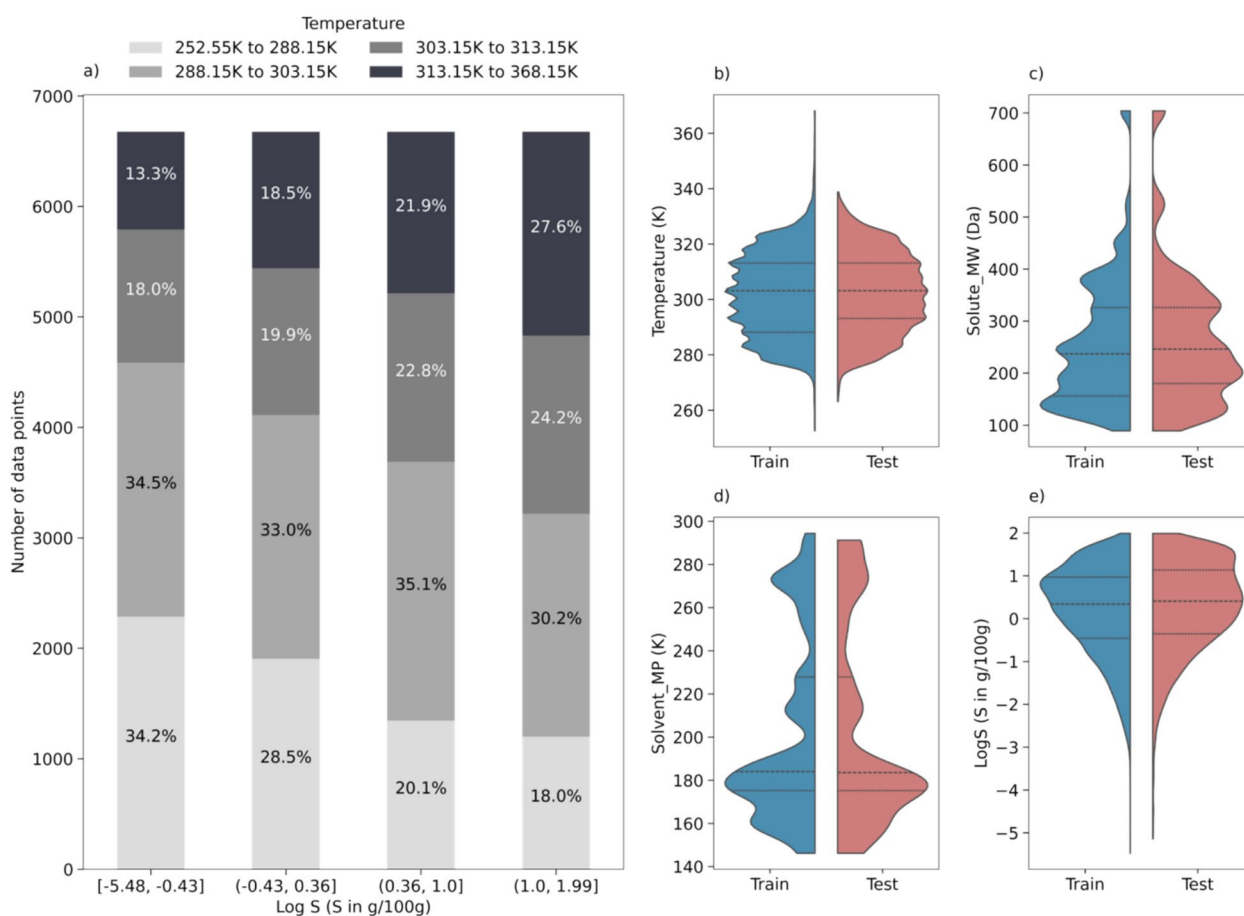 Temperature
252.55K to 288.15K
303.15K to 313.15K
288.15K to 303.15K
313.15K to 368.15K
a)
7000
6000
5000
4000
3000
2000
1000
0
Number of data points
13.3%
18.0%
34.5%
34.2%
18.5%
19.9%
33.0%
28.5%
21.9%
22.8%
35.1%
20.1%
27.6%
24.2%
30.2%
18.0%
[-5.48, -0.43]
(-0.43, 0.36]
(0.36, 1.0]
(1.0, 1.99]
Log S (S in g/100g)
b)
360
340
320
300
280
260
Temperature (K)
Train
Test
c)
700
600
500
400
300
200
100
Solute_MW (Da)
Train
Test
d)
300
280
260
240
220
200
180
160
140
Solvent_MP (K)
Train
Test
e)
2
1
0
−1
−2
−3
−4
−5
LogS (S in g/100g)
Train
Test